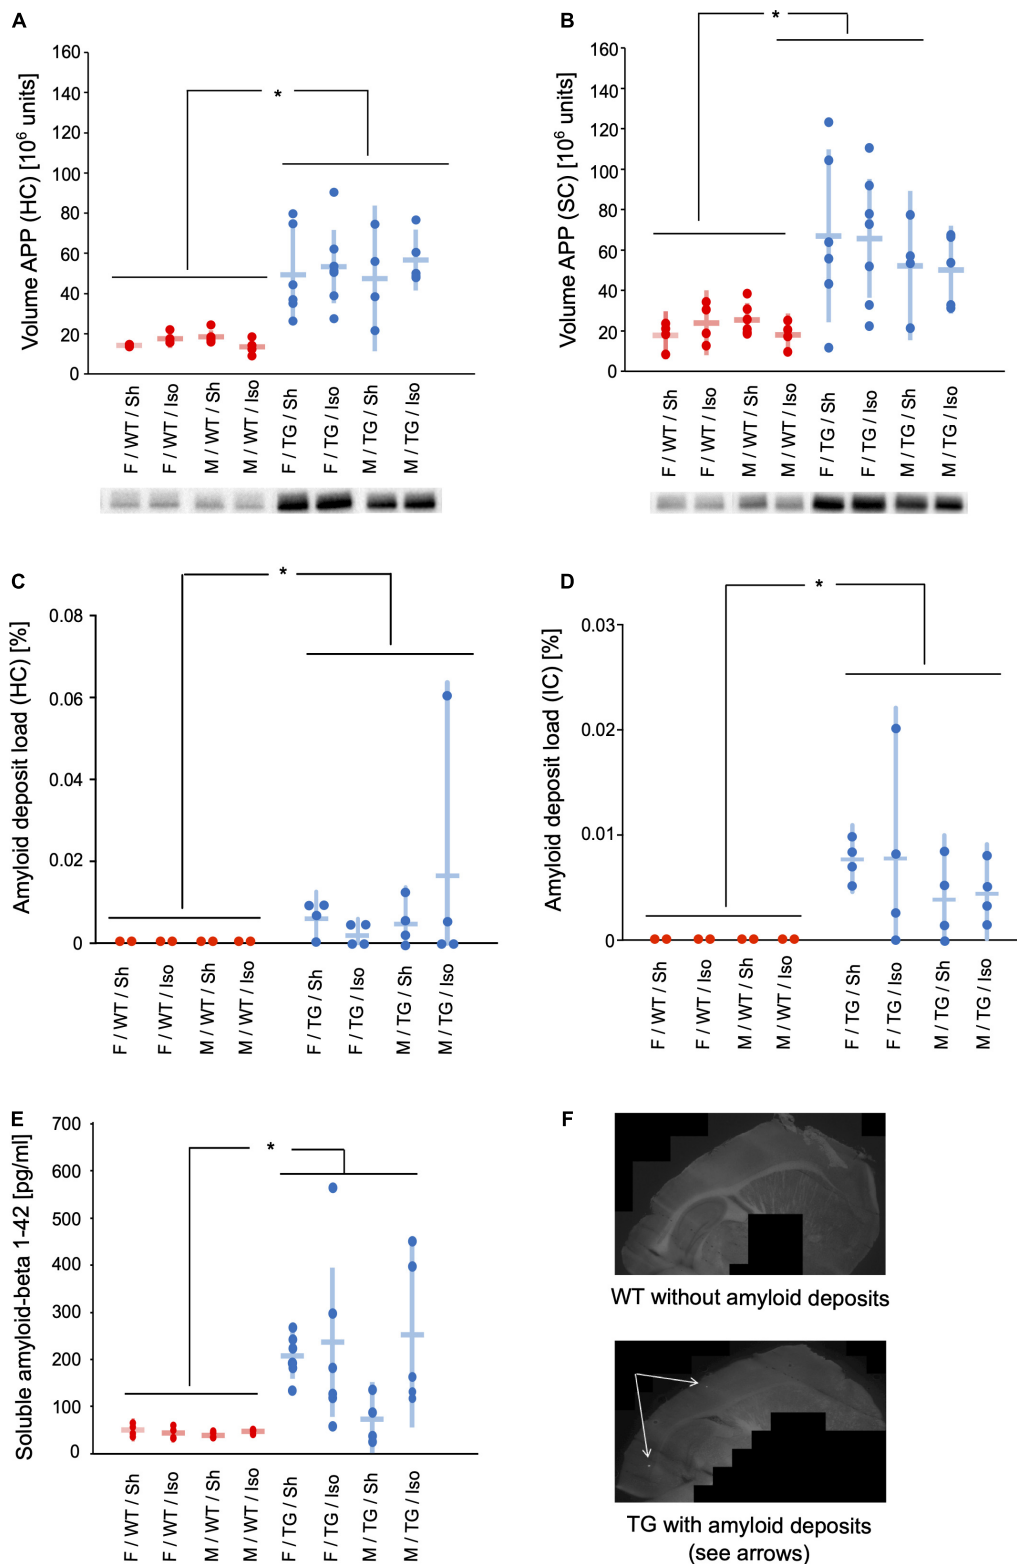 A
Volume APP (HC) [10⁶ units]
160
140
120
100
80
60
40
20
0
*
F / WT / Sh
F / WT / Iso
M / WT / Sh
M / WT / Iso
F / TG / Sh
F / TG / Iso
M / TG / Sh
M / TG / Iso
B
Volume APP (SC) [10⁶ units]
160
140
120
100
80
60
40
20
0
*
F / WT / Sh
F / WT / Iso
M / WT / Sh
M / WT / Iso
F / TG / Sh
F / TG / Iso
M / TG / Sh
M / TG / Iso
C
Amyloid deposit load (HC) [%]
0.08
0.06
0.04
0.02
0
*
F / WT / Sh
F / WT / Iso
M / WT / Sh
M / WT / Iso
F / TG / Sh
F / TG / Iso
M / TG / Sh
M / TG / Iso
D
Amyloid deposit load (IC) [%]
0.03
0.02
0.01
0
*
F / WT / Sh
F / WT / Iso
M / WT / Sh
M / WT / Iso
F / TG / Sh
F / TG / Iso
M / TG / Sh
M / TG / Iso
E
Soluble amyloid-beta 1-42 [pg/ml]
700
600
500
400
300
200
100
0
*
F / WT / Sh
F / WT / Iso
M / WT / Sh
M / WT / Iso
F / TG / Sh
F / TG / Iso
M / TG / Sh
M / TG / Iso
F
WT without amyloid deposits
TG with amyloid deposits
(see arrows)